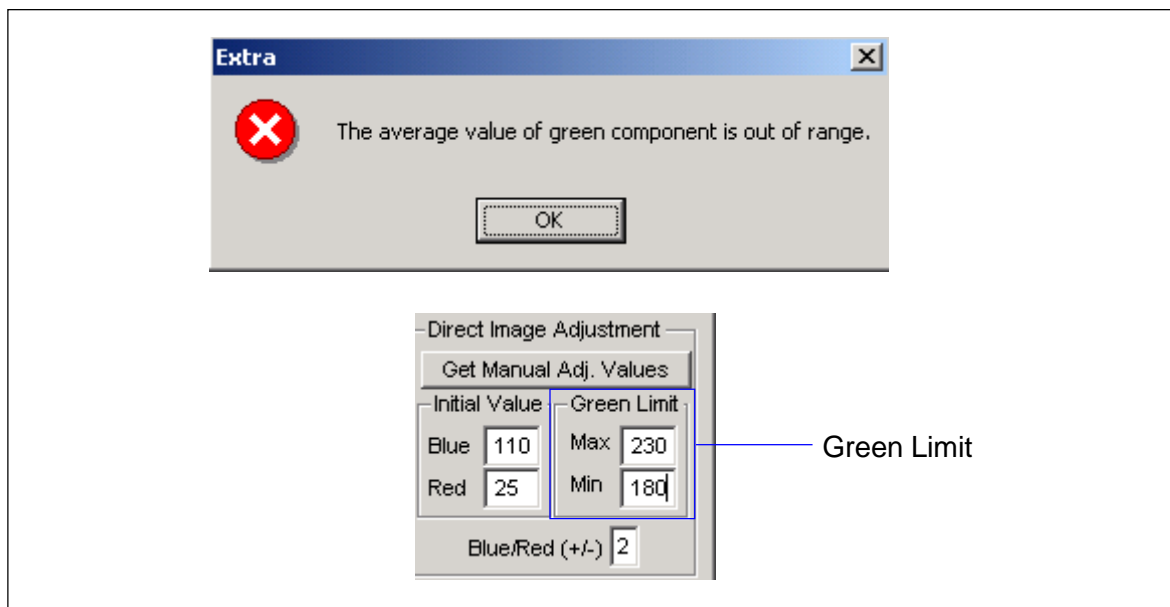 Extra
The average value of green component is out of range.
OK
Direct Image Adjustment
Get Manual Adj. Values
Initial Value
Green Limit
Blue 110
Max 230
Red 25
Min 180
Blue/Red (+/-) 2
Green Limit